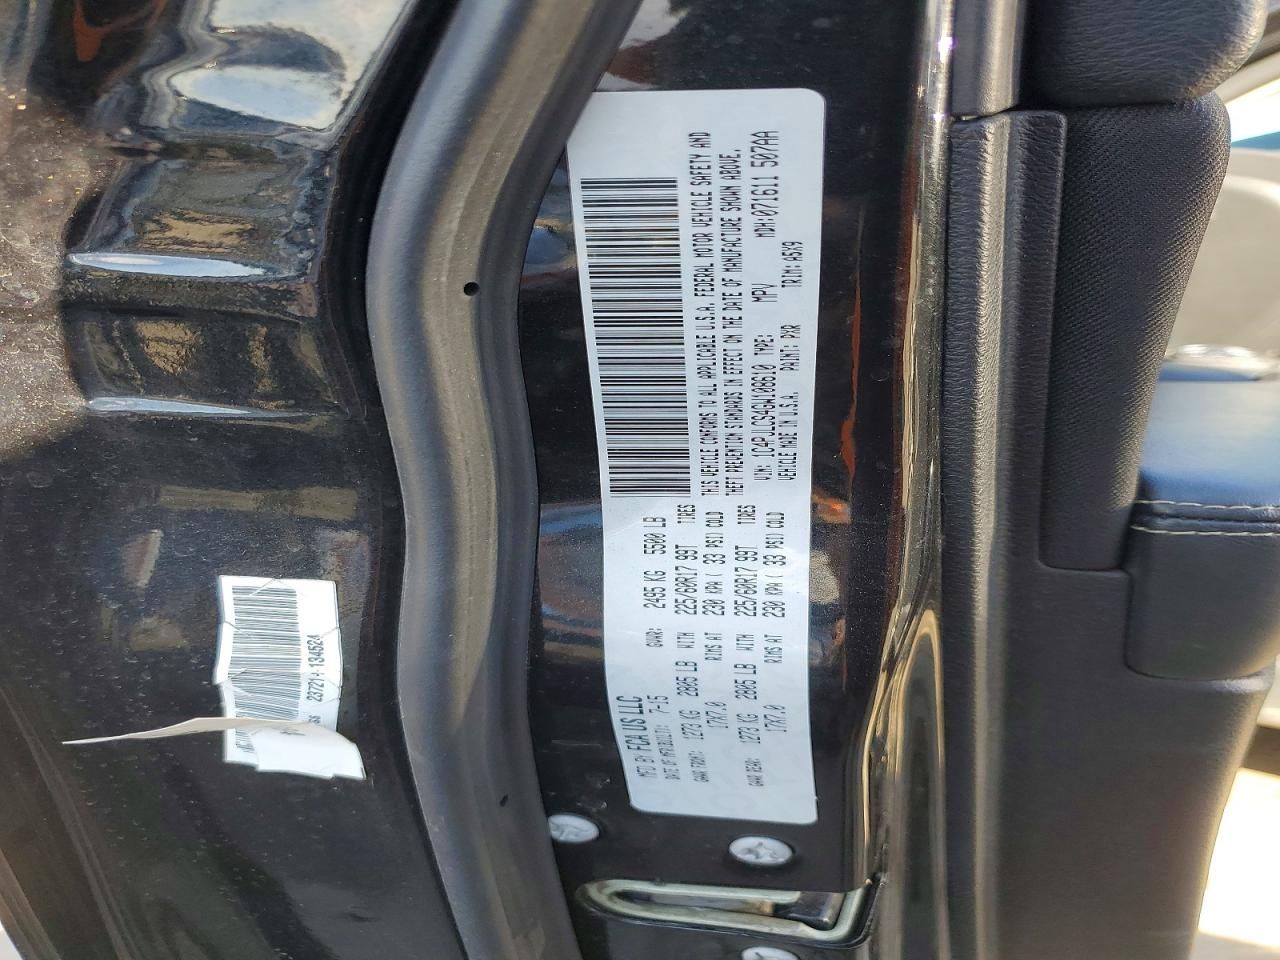 MFD BY FCA US LLC
DATE OF MFR(BUILT): 7-15 GVWR: 2495 KG 5500 LB
GAWR FRONT: 1273 KG 2805 LB WITH 225/60R17 99T TIRES
17X7.0 RIMS AT 230 KPA ( 33 PSI) COLD
GAWR REAR: 1273 KG 2805 LB WITH 225/60R17 99T TIRES
17X7.0 RIMS AT 230 KPA ( 33 PSI) COLD
THIS VEHICLE CONFORMS TO ALL APPLICABLE U.S.A. FEDERAL MOTOR VEHICLE SAFETY AND
THEFT PREVENTION STANDARDS IN EFFECT ON THE DATE OF MANUFACTURE SHOWN ABOVE.
VIN: 1C4PJLCS4GW108610 TYPE: MPV MDH:071611 507AA
VEHICLE MADE IN U.S.A. PAINT: PXR TRIM: A5X9